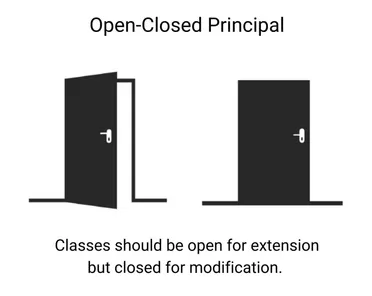 Open-Closed Principal
Classes should be open for extension
but closed for modification.